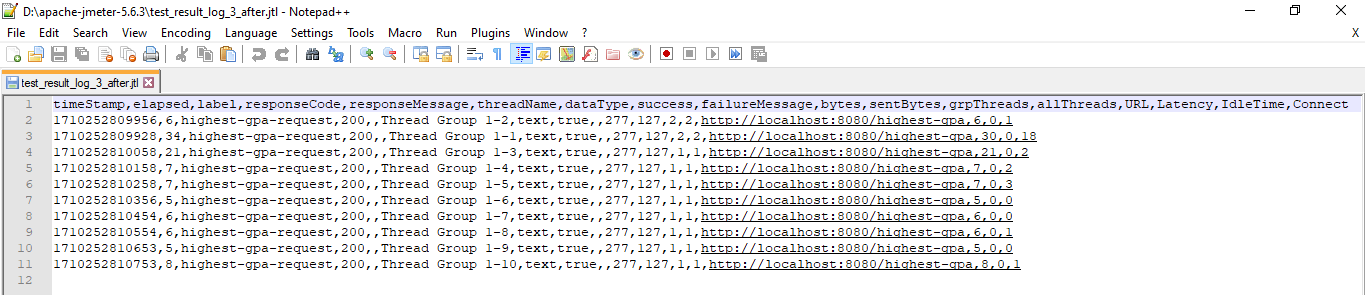 D:\apache-jmeter-5.6.3\test_result_log_3_after.jtl - Notepad++
File Edit Search View Encoding Language Settings Tools Macro Run Plugins Window ? X
test_result_log_3_after.jtl
1 timeStamp,elapsed,label,responseCode,responseMessage,threadName,dataType,success,failureMessage,bytes,sentBytes,grpThreads,allThreads,URL,Latency,IdleTime,Connect
2 1710252809956,6,highest-gpa-request,200,,Thread Group 1-2,text,true,,277,127,2,2,http://localhost:8080/highest-gpa,6,0,1
3 1710252809928,34,highest-gpa-request,200,,Thread Group 1-1,text,true,,277,127,2,2,http://localhost:8080/highest-gpa,30,0,18
4 1710252810058,21,highest-gpa-request,200,,Thread Group 1-3,text,true,,277,127,1,1,http://localhost:8080/highest-gpa,21,0,2
5 1710252810158,7,highest-gpa-request,200,,Thread Group 1-4,text,true,,277,127,1,1,http://localhost:8080/highest-gpa,7,0,2
6 1710252810258,7,highest-gpa-request,200,,Thread Group 1-5,text,true,,277,127,1,1,http://localhost:8080/highest-gpa,7,0,3
7 1710252810356,5,highest-gpa-request,200,,Thread Group 1-6,text,true,,277,127,1,1,http://localhost:8080/highest-gpa,5,0,0
8 1710252810454,6,highest-gpa-request,200,,Thread Group 1-7,text,true,,277,127,1,1,http://localhost:8080/highest-gpa,6,0,0
9 1710252810554,6,highest-gpa-request,200,,Thread Group 1-8,text,true,,277,127,1,1,http://localhost:8080/highest-gpa,6,0,1
10 1710252810653,5,highest-gpa-request,200,,Thread Group 1-9,text,true,,277,127,1,1,http://localhost:8080/highest-gpa,5,0,0
11 1710252810753,8,highest-gpa-request,200,,Thread Group 1-10,text,true,,277,127,1,1,http://localhost:8080/highest-gpa,8,0,1
12